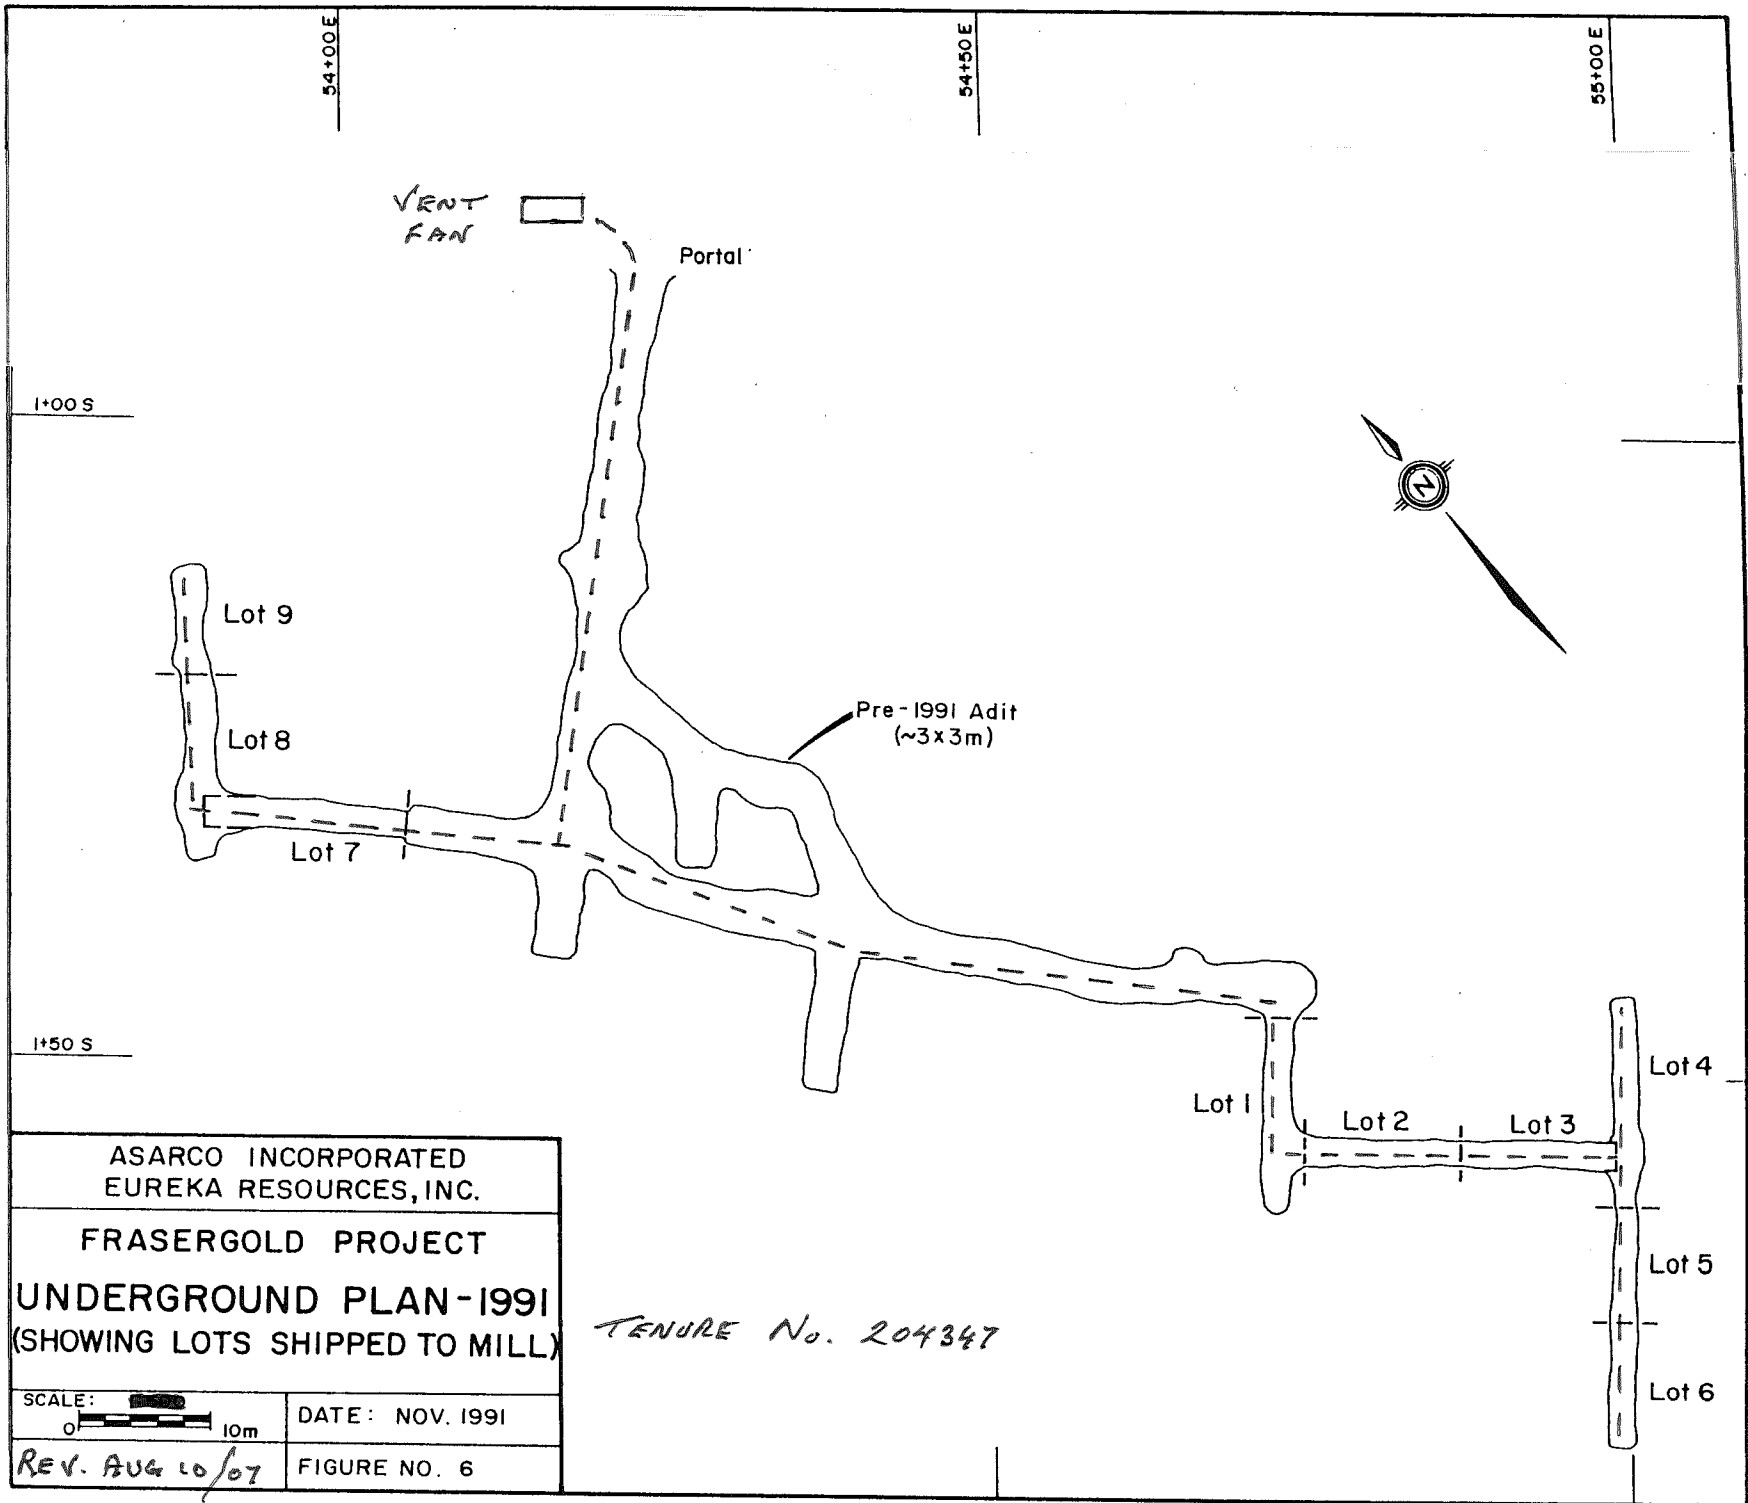 54+00 E
54+50 E
55+00 E
VENT
FAN
Portal
1+00 S
N
Lot 9
Lot 8
Pre-1991 Adit
(~3x3m)
Lot 7
1+50 S
Lot 1
Lot 2
Lot 3
Lot 4
Lot 5
Lot 6
ASARCO INCORPORATED
EUREKA RESOURCES, INC.
FRASERGOLD PROJECT
UNDERGROUND PLAN-1991
(SHOWING LOTS SHIPPED TO MILL)
TENURE No. 204347
SCALE:
0 10m
DATE: NOV. 1991
REV. AUG 10/07
FIGURE NO. 6